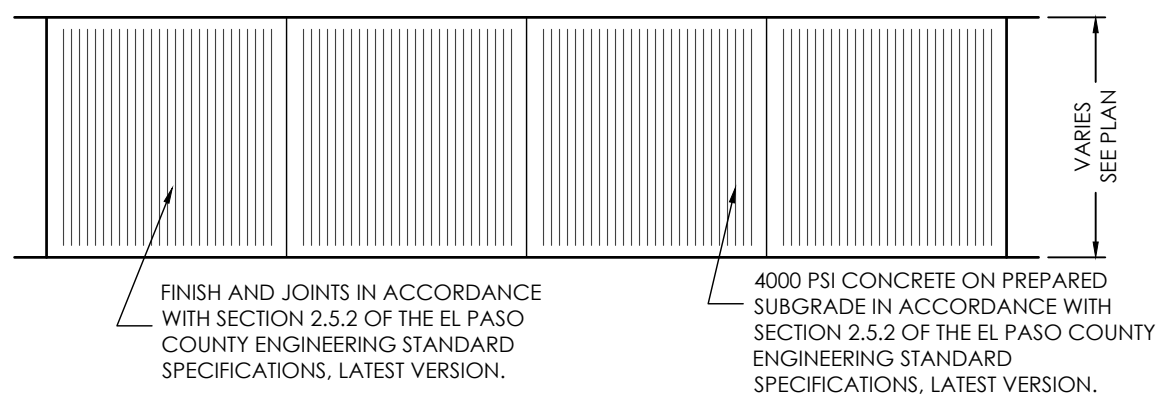 VARIES
SEE PLAN
FINISH AND JOINTS IN ACCORDANCE
WITH SECTION 2.5.2 OF THE EL PASO
COUNTY ENGINEERING STANDARD
SPECIFICATIONS, LATEST VERSION.
4000 PSI CONCRETE ON PREPARED
SUBGRADE IN ACCORDANCE WITH
SECTION 2.5.2 OF THE EL PASO COUNTY
ENGINEERING STANDARD
SPECIFICATIONS, LATEST VERSION.